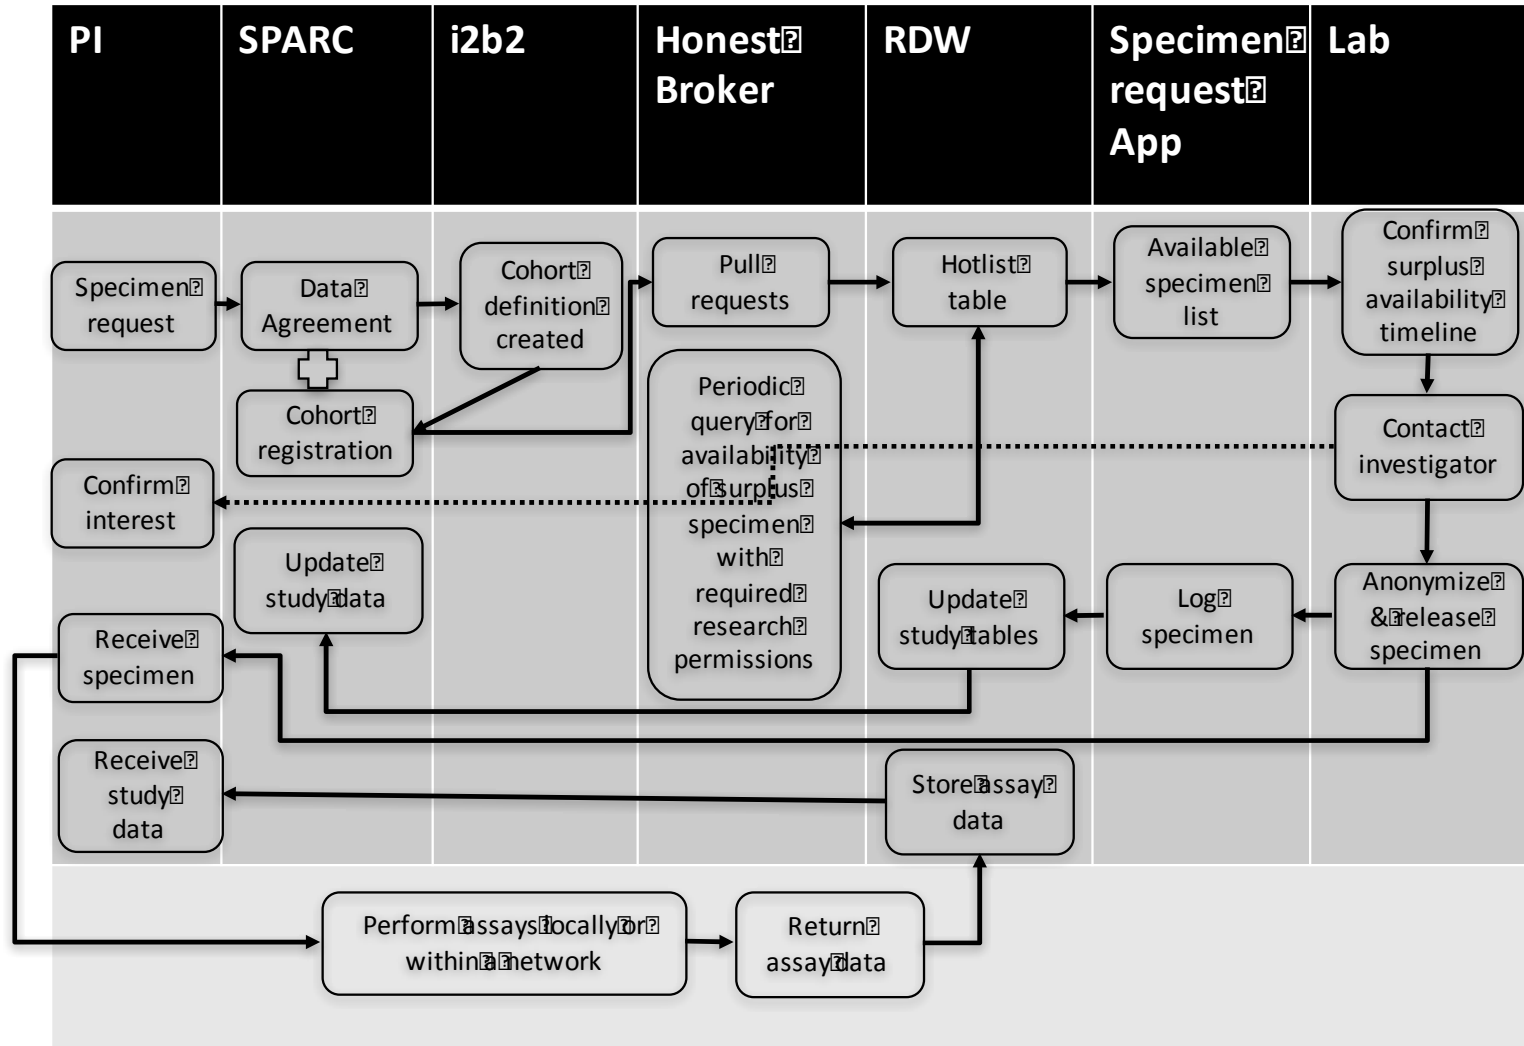 PI
SPARC
i2b2
Honest
Broker
RDW
Specimen
request
App
Lab
Specimen
request
Data
Agreement
Cohort
definition
created
Pull
requests
Hotlist
table
Available
specimen
list
Confirm
surplus
availability
timeline
Cohort
registration
Periodic
query for
availability
of surplus
specimen
with
required
research
permissions
Contact
investigator
Confirm
interest
Update
study data
Update
study tables
Log
specimen
Anonymize
& release
specimen
Receive
specimen
Receive
study
data
Store assay
data
Perform assays locally or
within a network
Return
assay data